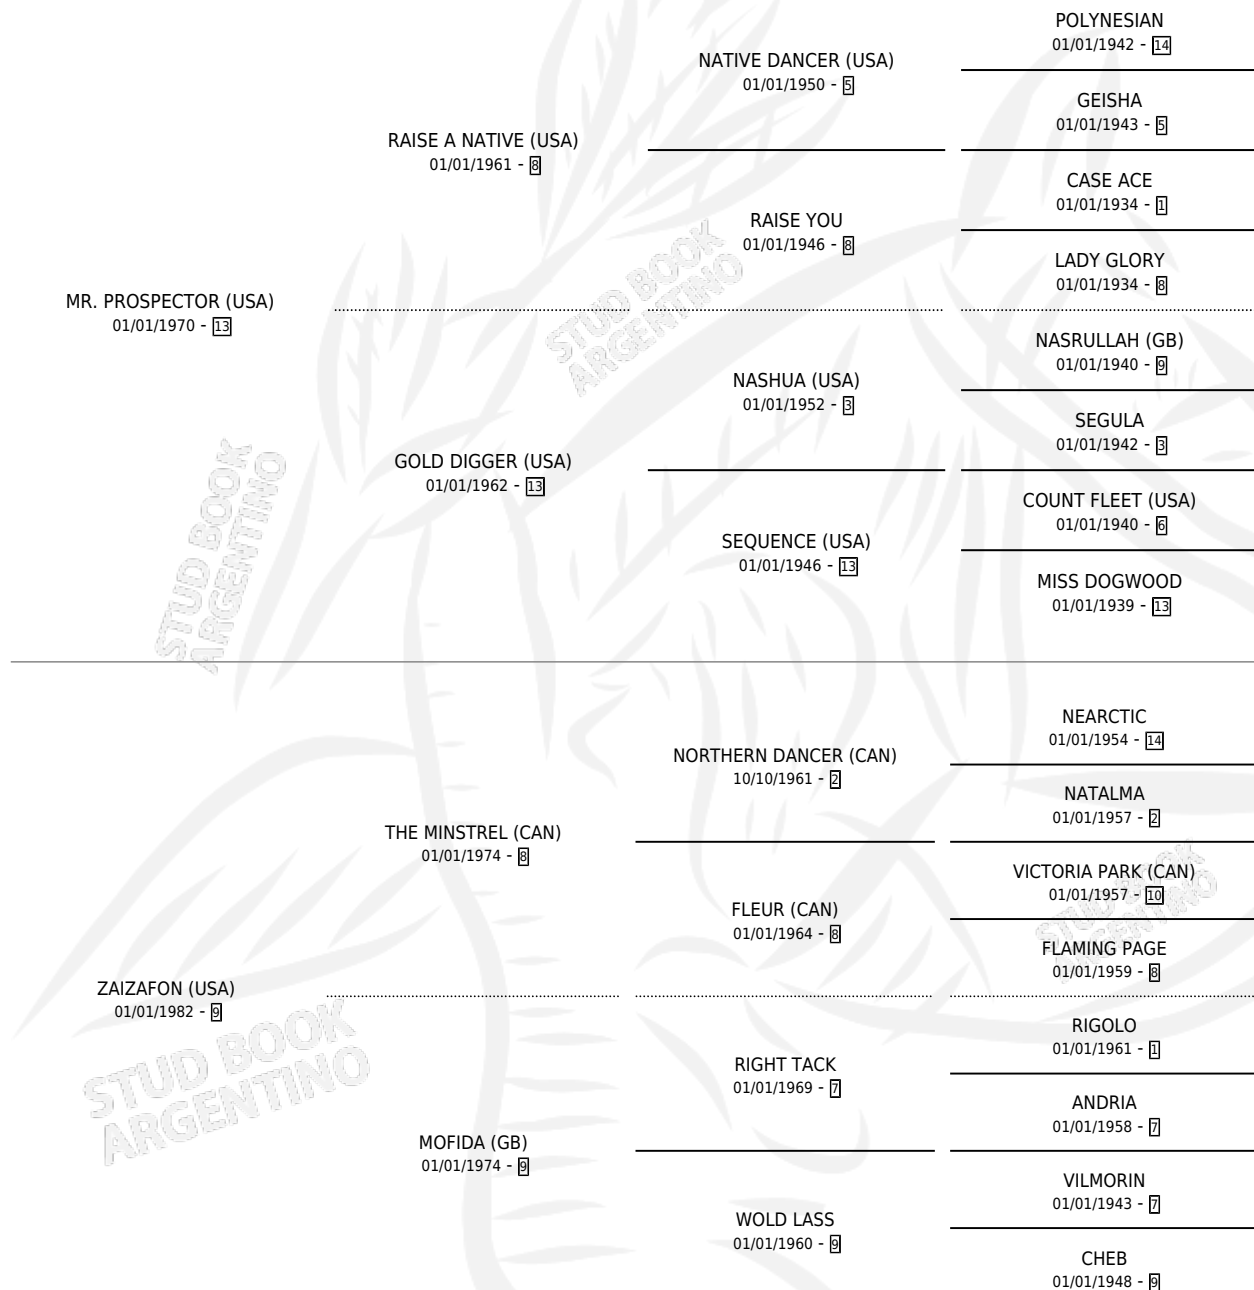 POLYNESIAN
01/01/1942 - 14
NATIVE DANCER (USA)
01/01/1950 - 5
GEISHA
01/01/1943 - 5
RAISE A NATIVE (USA)
01/01/1961 - 8
CASE ACE
01/01/1934 - 1
RAISE YOU
01/01/1946 - 8
LADY GLORY
01/01/1934 - 8
MR. PROSPECTOR (USA)
01/01/1970 - 13
STUD BOOK
ARGENTINO
NASRULLAH (GB)
01/01/1940 - 9
NASHUA (USA)
01/01/1952 - 3
SEGULA
01/01/1942 - 3
GOLD DIGGER (USA)
01/01/1962 - 13
COUNT FLEET (USA)
01/01/1940 - 6
SEQUENCE (USA)
01/01/1946 - 13
MISS DOGWOOD
01/01/1939 - 13
STUD BOOK
ARGENTINO
NEARCTIC
01/01/1954 - 14
NORTHERN DANCER (CAN)
10/10/1961 - 2
NATALMA
01/01/1957 - 2
THE MINSTREL (CAN)
01/01/1974 - 8
VICTORIA PARK (CAN)
01/01/1957 - 10
FLEUR (CAN)
01/01/1964 - 8
FLAMING PAGE
01/01/1959 - 8
STUD BOOK
ARGENTINO
ZAIZAFON (USA)
01/01/1982 - 9
RIGOLO
01/01/1961 - 1
RIGHT TACK
01/01/1969 - 7
ANDRIA
01/01/1958 - 7
STUD BOOK
ARGENTINO
MOFIDA (GB)
01/01/1974 - 9
VILMORIN
01/01/1943 - 7
WOLD LASS
01/01/1960 - 9
CHEB
01/01/1948 - 9